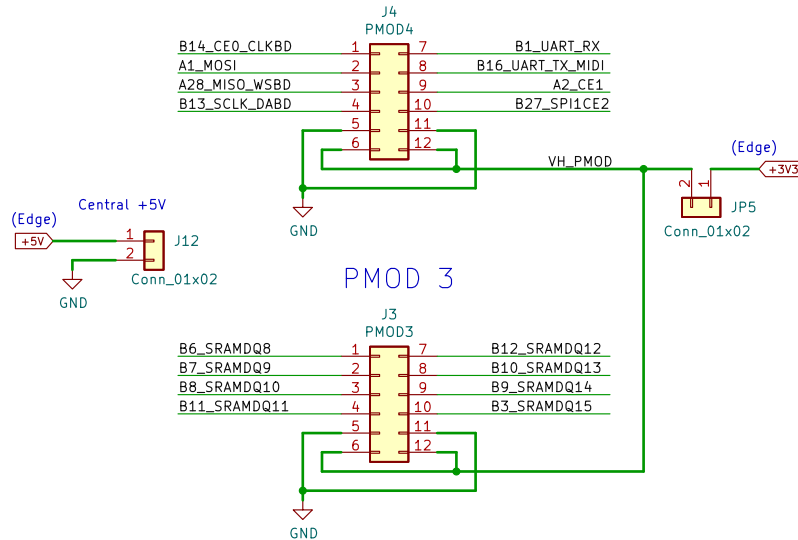 J4
PMOD4
B14_CE0_CLKBD 1 7 B1_UART_RX
A1_MOSI 2 8 B16_UART_TX_MIDI
A28_MISO_WSBD 3 9 A2_CE1
B13_SCLK_DABD 4 10 B27_SPI1CE2
5 11
6 12
VH_PMOD
GND
(Edge)
+3V3
2 1
JP5
Conn_01x02
Central +5V
(Edge)
+5V
1
2
J12
Conn_01x02
GND
PMOD 3
J3
PMOD3
B6_SRAMDQ8 1 7 B12_SRAMDQ12
B7_SRAMDQ9 2 8 B10_SRAMDQ13
B8_SRAMDQ10 3 9 B9_SRAMDQ14
B11_SRAMDQ11 4 10 B3_SRAMDQ15
5 11
6 12
GND